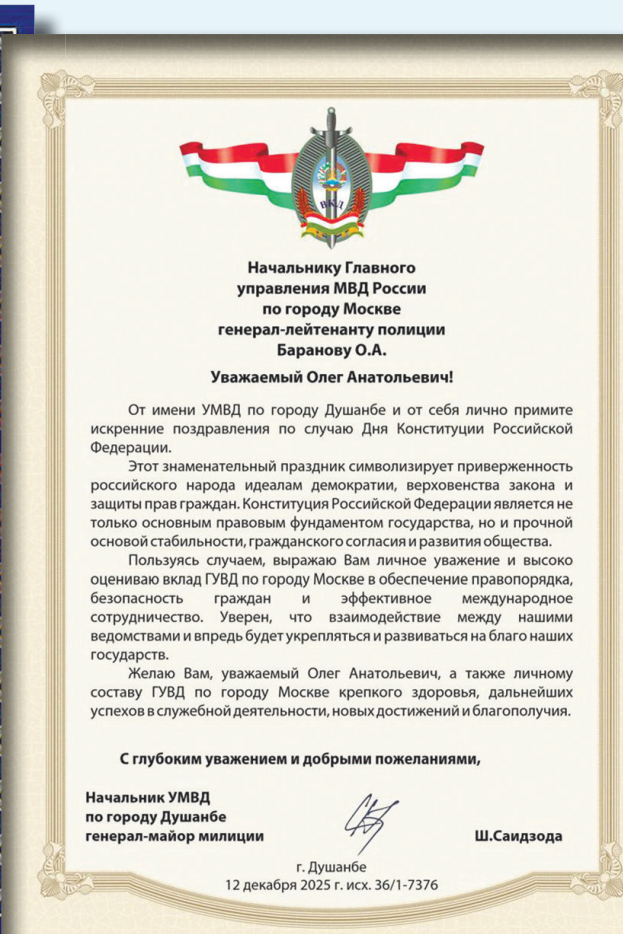 ВКД
Начальнику Главного
управления МВД России
по городу Москве
генерал-лейтенанту полиции
Баранову О.А.
Уважаемый Олег Анатольевич!
От имени УМВД по городу Душанбе и от себя лично примите
искренние поздравления по случаю Дня Конституции Российской
Федерации.
Этот знаменательный праздник символизирует приверженность
российского народа идеалам демократии, верховенства закона и
защиты прав граждан. Конституция Российской Федерации является не
только основным правовым фундаментом государства, но и прочной
основой стабильности, гражданского согласия и развития общества.
Пользуясь случаем, выражаю Вам личное уважение и высоко
оцениваю вклад ГУВД по городу Москве в обеспечение правопорядка,
безопасность граждан и эффективное международное
сотрудничество. Уверен, что взаимодействие между нашими
ведомствами и впредь будет укрепляться и развиваться на благо наших
государств.
Желаю Вам, уважаемый Олег Анатольевич, а также личному
составу ГУВД по городу Москве крепкого здоровья, дальнейших
успехов в служебной деятельности, новых достижений и благополучия.
С глубоким уважением и добрыми пожеланиями,
Начальник УМВД
по городу Душанбе
генерал-майор милиции
Ш.Саидзода
г. Душанбе
12 декабря 2025 г. исх. 36/1-7376